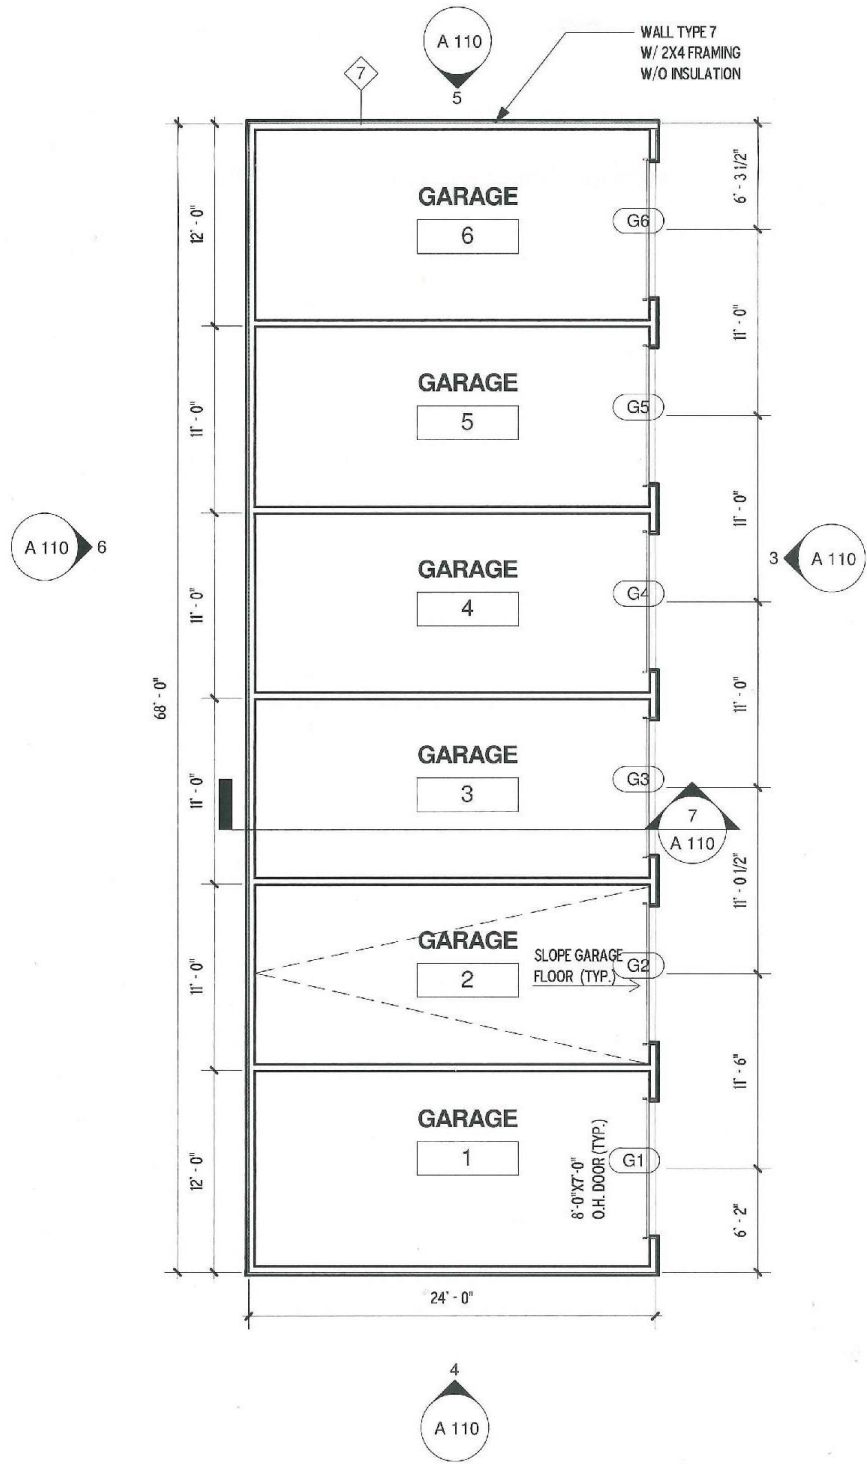 A 110
5
WALL TYPE 7
W/ 2X4 FRAMING
W/O INSULATION
7
12' - 0"
GARAGE
6
G6
6' - 3 1/2"
11' - 0"
11' - 0"
GARAGE
5
G5
11' - 0"
A 110
6
11' - 0"
GARAGE
4
G4
3
A 110
11' - 0"
68' - 0"
11' - 0"
GARAGE
3
G3
7
A 110
11' - 0 1/2"
11' - 0"
GARAGE
2
SLOPE GARAGE
FLOOR (TYP.)
G2
11' - 6"
12' - 0"
GARAGE
1
8'-0"X7'-0"
O.H. DOOR (TYP.)
G1
6' - 2"
24' - 0"
4
A 110